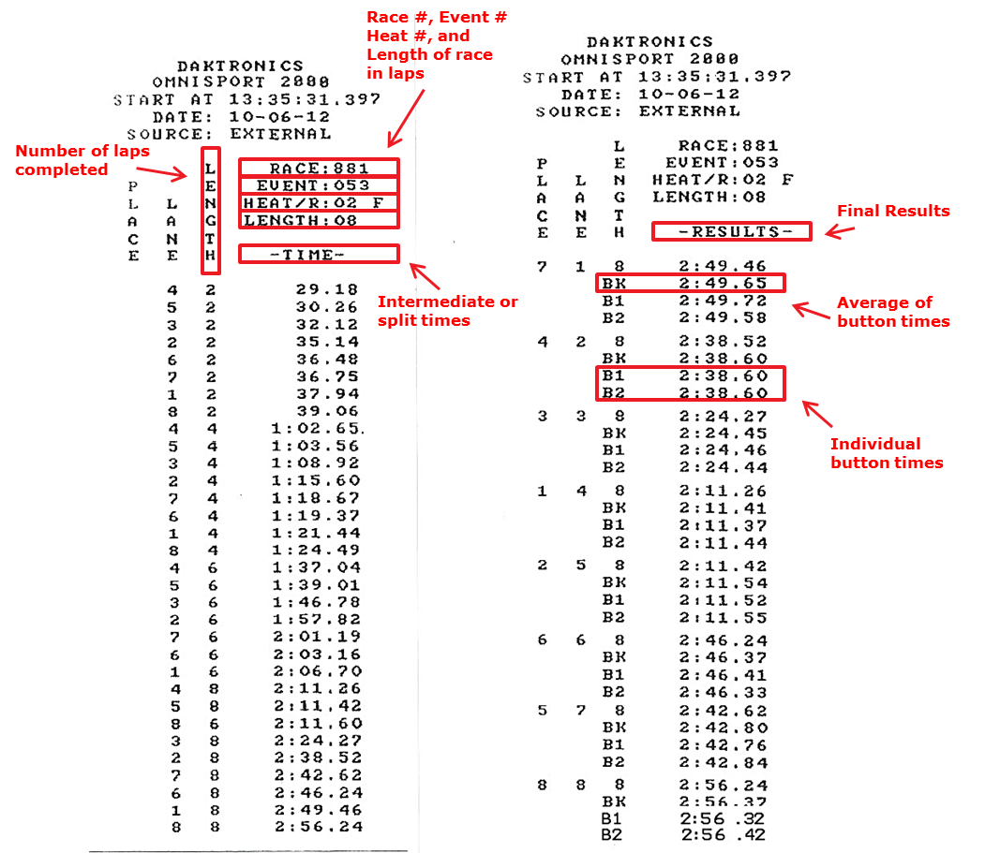 Race #, Event #
Heat #, and
Length of race
in laps
DAKTRONICS
OMNISPORT 2000
START AT 13:35:31.397
DATE: 10-06-12
SOURCE: EXTERNAL
Number of laps
completed
L RACE:881
P E EVENT:053
L L N HEAT/R:02 F
A A G LENGTH:08
C N T
E E H -TIME-
Intermediate or
split times
4 2 29.18
5 2 30.26
3 2 32.12
2 2 35.14
6 2 36.48
7 2 36.75
1 2 37.94
8 2 39.06
4 4 1:02.65.
5 4 1:03.56
3 4 1:08.92
2 4 1:15.60
7 4 1:18.67
6 4 1:19.37
1 4 1:21.44
8 4 1:24.49
4 6 1:37.04
5 6 1:39.01
3 6 1:46.78
2 6 1:57.82
7 6 2:01.19
6 6 2:03.16
1 6 2:06.70
4 8 2:11.26
5 8 2:11.42
8 6 2:11.60
3 8 2:24.27
2 8 2:38.52
7 8 2:42.62
6 8 2:46.24
1 8 2:49.46
8 8 2:56.24
DAKTRONICS
OMNISPORT 2000
START AT 13:35:31.397
DATE: 10-06-12
SOURCE: EXTERNAL
L RACE:881
P E EVENT:053
L L N HEAT/R:02 F
A A G LENGTH:08
C N T
E E H -RESULTS-
Final Results
7 1 8 2:49.46
BK 2:49.65
B1 2:49.72
B2 2:49.58
Average of
button times
4 2 8 2:38.52
BK 2:38.60
B1 2:38.60
B2 2:38.60
Individual
button times
3 3 8 2:24.27
BK 2:24.45
B1 2:24.46
B2 2:24.44
1 4 8 2:11.26
BK 2:11.41
B1 2:11.37
B2 2:11.44
2 5 8 2:11.42
BK 2:11.54
B1 2:11.52
B2 2:11.55
6 6 8 2:46.24
BK 2:46.37
B1 2:46.41
B2 2:46.33
5 7 8 2:42.62
BK 2:42.80
B1 2:42.76
B2 2:42.84
8 8 8 2:56.24
BK 2:56.37
B1 2:56 .32
B2 2:56 .42